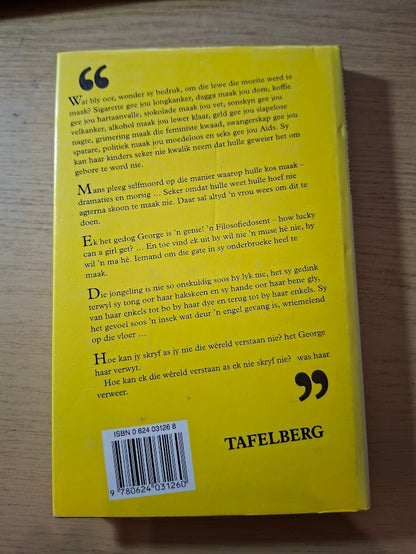 “
Wat bly oor, wonder sy bedruk, om die lewe die moeite werd te
maak? Sigarette gee jou longkanker, dagga maak jou dom, koffie
gee jou hartaanvalle, sjokolade maak jou vet, sonskyn gee jou
velkanker, alkohol maak jou lewer klaar, geld gee jou slapelose
nagte, grimering maak die feministe kwaad, swangerskap gee jou
spatare, politiek maak jou moedeloos en seks gee jou Aids. Sy
kan haar kinders seker nie kwalik neem dat hulle geweier het om
gebore te word nie.
Mans pleeg selfmoord op die manier waarop hulle kos maak –
dramaties en morsig ... Seker omdat hulle weet hulle hoef nie
agterna skoon te maak nie. Daar sal altyd 'n vrou wees om dit te
doen.
Ek het gedog George is 'n genie! 'n Filosofiedosent – how lucky
can a girl get? ... En toe vind ek uit hy wil nie 'n muse hê nie, hy
wil 'n ma hê. Iemand om die gate in sy onderbroeke heel te
maak.
Die jongeling is nie so onskuldig soos hy lyk nie, het sy gedink
terwyl sy tong oor haar hakskeen en sy hande oor haar bene gly,
van haar enkels tot bo by haar dye en terug tot by haar enkels. Sy
het gevoel soos 'n insek wat deur 'n engel gevang is, wriemelend
op die vloer ...
Hoe kan jy skryf as jy nie die wêreld verstaan nie? het George
haar verwyt.
Hoe kan ek die wêreld verstaan as ek nie skryf nie? was haar
verweer.
”
ISBN 0 624 03126 8
9 780624 031260
TAFELBERG